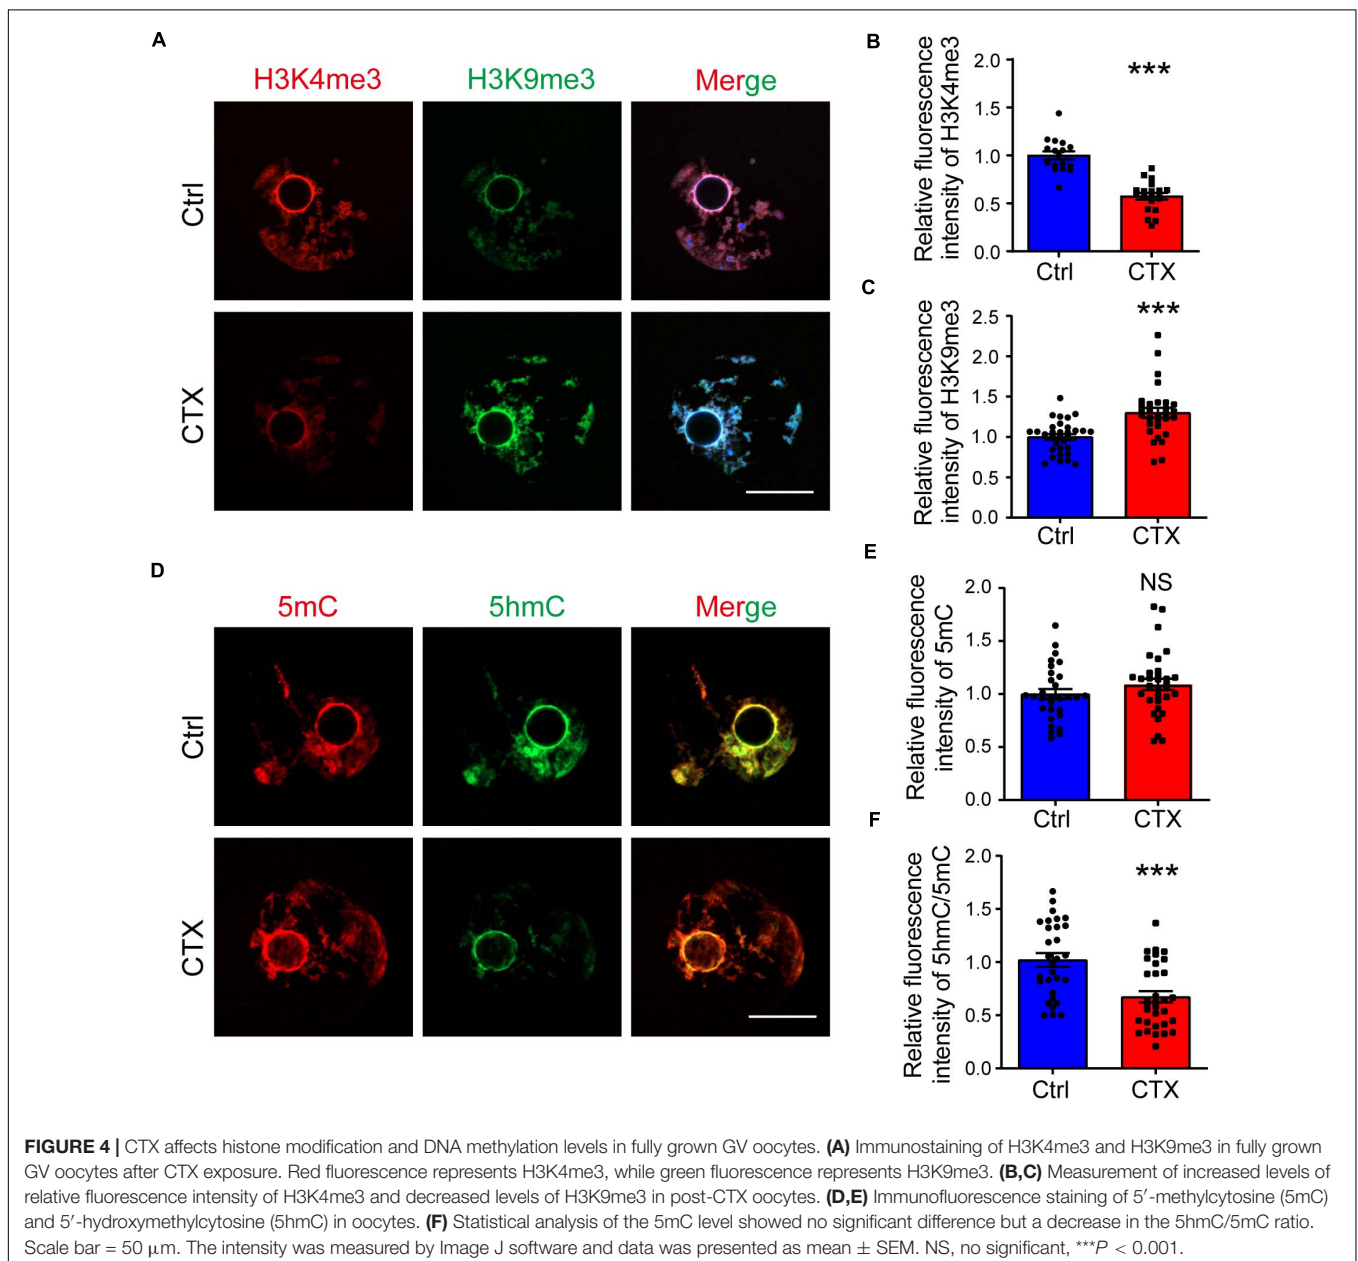 A
H3K4me3
H3K9me3
Merge
Ctrl
CTX
B
Relative fluorescence
intensity of H3K4me3
2.0
1.5
1.0
0.5
0.0
***
Ctrl
CTX
C
Relative fluorescence
intensity of H3K9me3
2.5
2.0
1.5
1.0
0.5
0.0
***
Ctrl
CTX
D
5mC
5hmC
Merge
Ctrl
CTX
E
Relative fluorescence
intensity of 5mC
2.0
1.5
1.0
0.5
0.0
NS
Ctrl
CTX
F
Relative fluorescence
intensity of 5hmC/5mC
2.0
1.5
1.0
0.5
0.0
***
Ctrl
CTX
FIGURE 4 | CTX affects histone modification and DNA methylation levels in fully grown GV oocytes. (A) Immunostaining of H3K4me3 and H3K9me3 in fully grown
GV oocytes after CTX exposure. Red fluorescence represents H3K4me3, while green fluorescence represents H3K9me3. (B,C) Measurement of increased levels of
relative fluorescence intensity of H3K4me3 and decreased levels of H3K9me3 in post-CTX oocytes. (D,E) Immunofluorescence staining of 5′-methylcytosine (5mC)
and 5′-hydroxymethylcytosine (5hmC) in oocytes. (F) Statistical analysis of the 5mC level showed no significant difference but a decrease in the 5hmC/5mC ratio.
Scale bar = 50 μm. The intensity was measured by Image J software and data was presented as mean ± SEM. NS, no significant, ***P < 0.001.